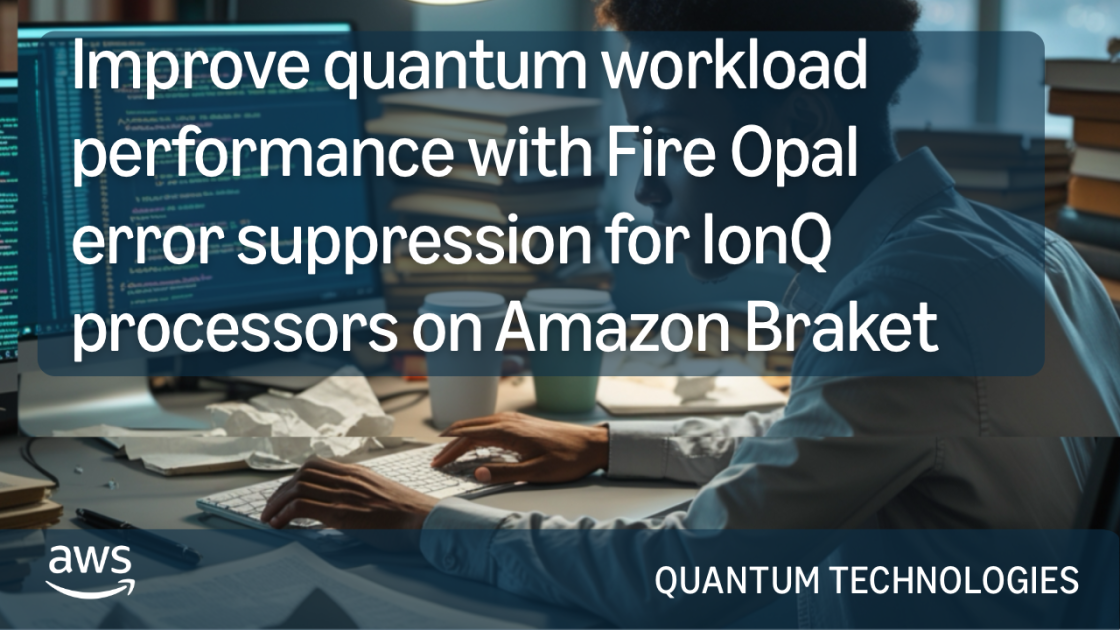 Improve quantum workload
performance with Fire Opal
error suppression for IonQ
processors on Amazon Braket
aws
QUANTUM TECHNOLOGIES